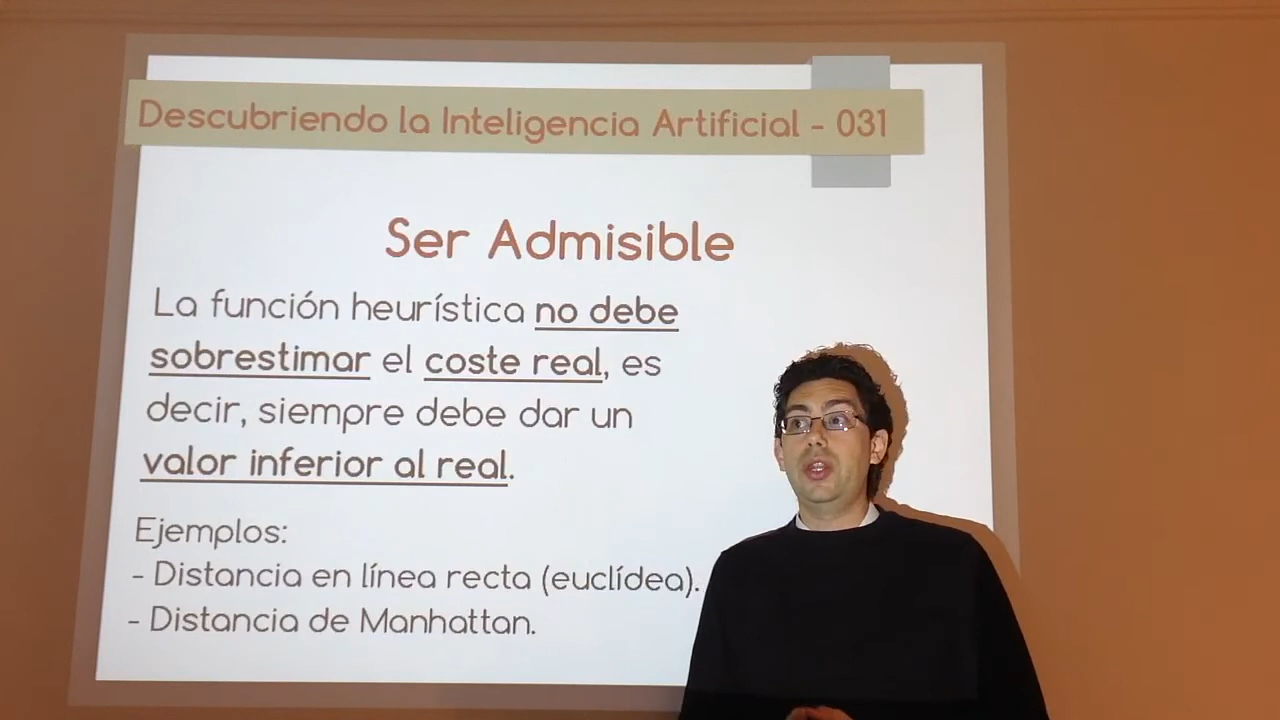 Descubriendo la Inteligencia Artificial - 031
Ser Admisible
La función heurística no debe
sobrestimar el coste real, es
decir, siempre debe dar un
valor inferior al real.
Ejemplos:
- Distancia en línea recta (euclídea).
- Distancia de Manhattan.